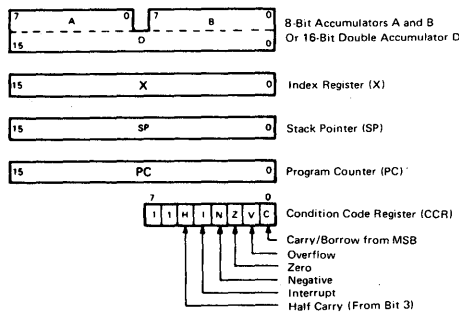 7 A 0 7 B 0 8-Bit Accumulators A and B
15 D 0 Or 16-Bit Double Accumulator D
15 X 0 Index Register (X)
15 SP 0 Stack Pointer (SP)
15 PC 0 Program Counter (PC)
7 0
1 1 H I N Z V C Condition Code Register (CCR)
Carry/Borrow from MSB
Overflow
Zero
Negative
Interrupt
Half Carry (From Bit 3)